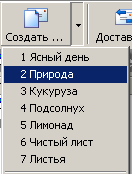 Создать ... Достав
1 Ясный день
2 Природа
3 Кукуруза
4 Подсолнух
5 Лимонад
6 Чистый лист
7 Листья